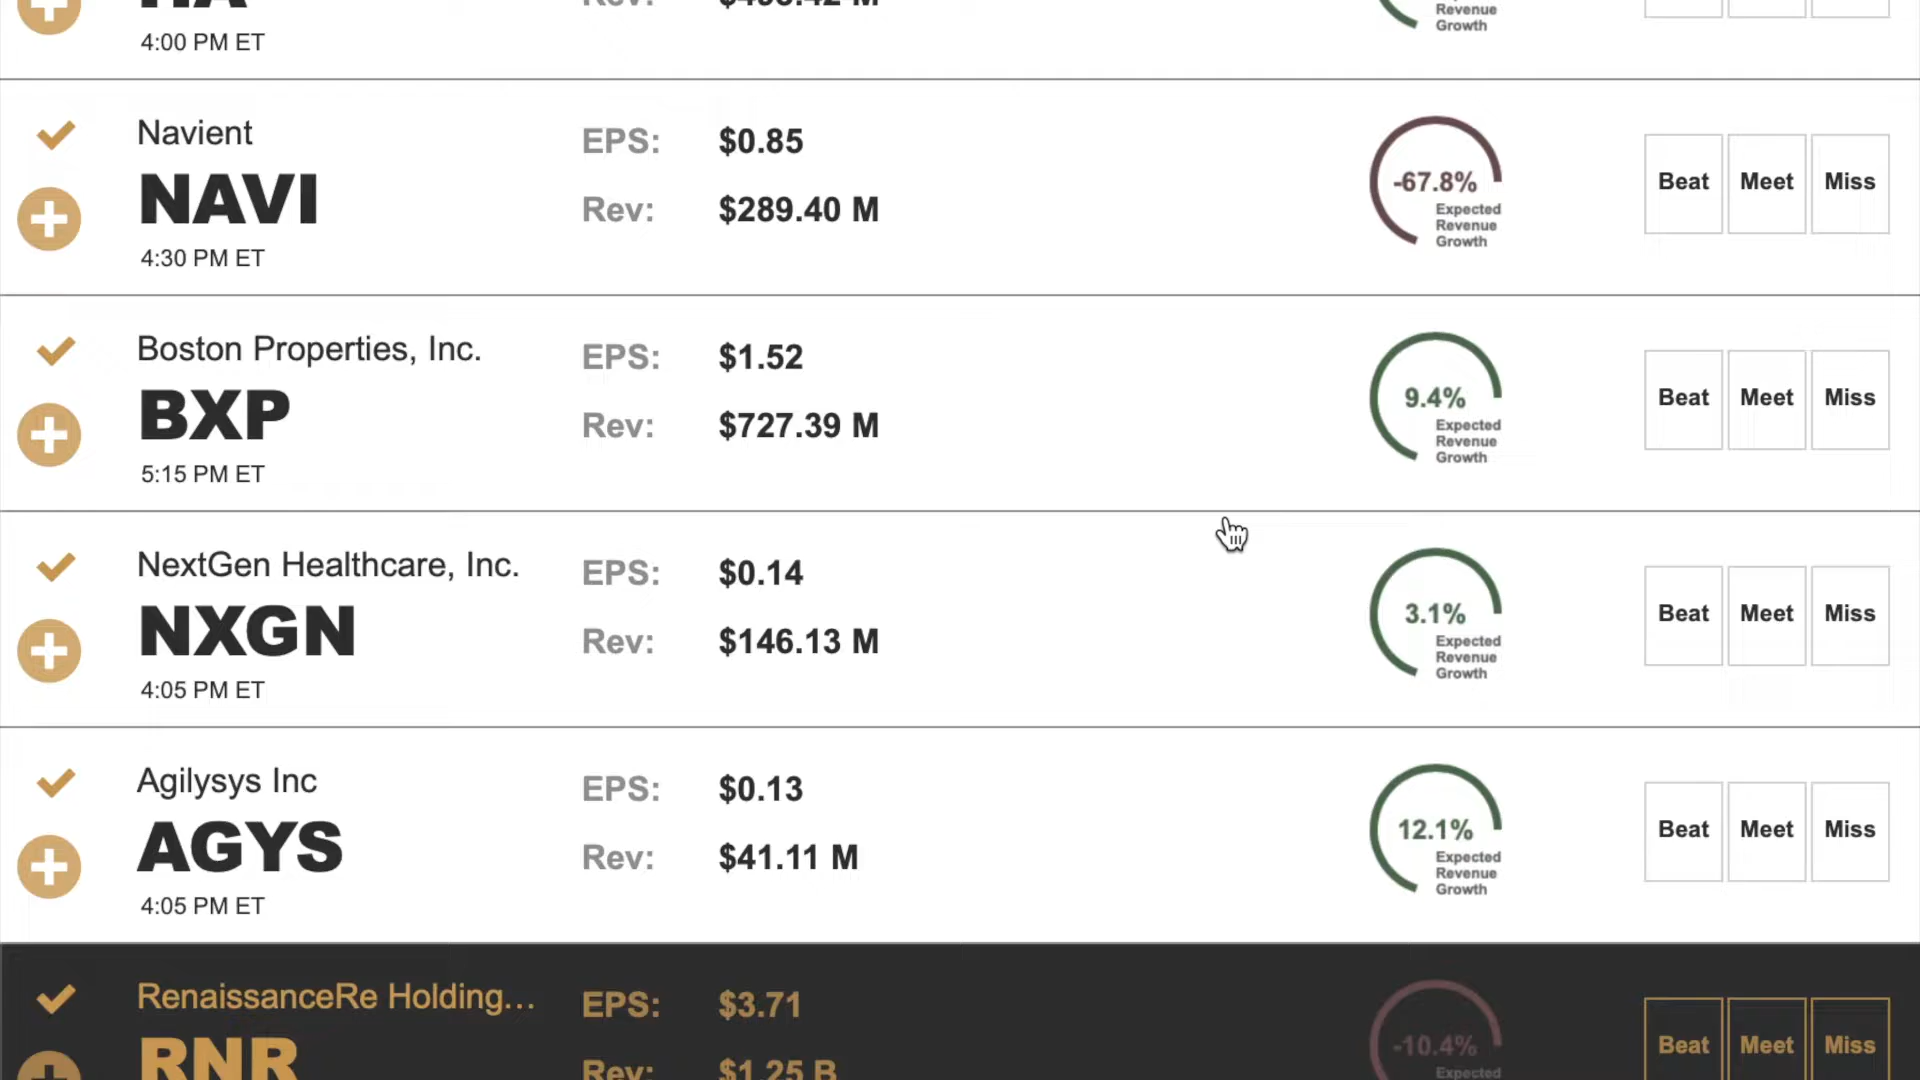 4:00 PM ET
Revenue
Growth
Navient
NAVI
4:30 PM ET
EPS: $0.85
Rev: $289.40 M
-67.8%
Expected
Revenue
Growth
Beat Meet Miss
Boston Properties, Inc.
BXP
5:15 PM ET
EPS: $1.52
Rev: $727.39 M
9.4%
Expected
Revenue
Growth
Beat Meet Miss
NextGen Healthcare, Inc.
NXGN
4:05 PM ET
EPS: $0.14
Rev: $146.13 M
3.1%
Expected
Revenue
Growth
Beat Meet Miss
Agilysys Inc
AGYS
4:05 PM ET
EPS: $0.13
Rev: $41.11 M
12.1%
Expected
Revenue
Growth
Beat Meet Miss
RenaissanceRe Holding...
RNR
EPS: $3.71
Rev: $1.25 B
-10.4%
Expected
Beat Meet Miss